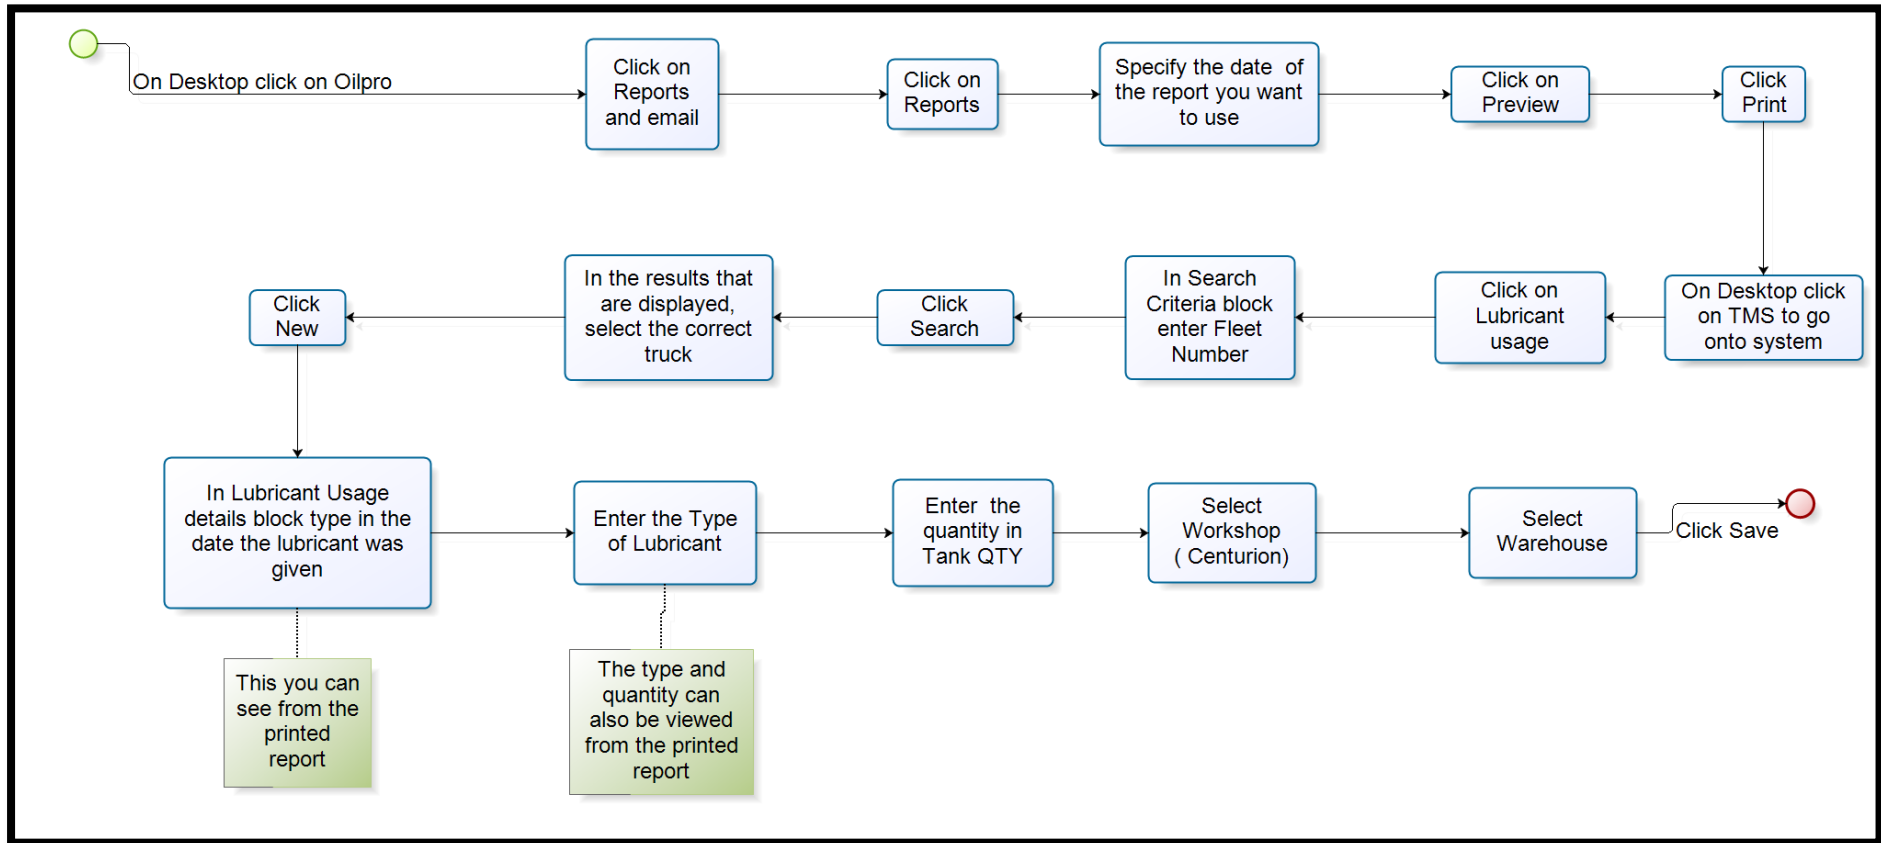 On Desktop click on Oilpro
Click on
Reports
and email
Click on
Reports
Specify the date  of
the report you want
to use
Click on
Preview
Click
Print
On Desktop click
on TMS to go
onto system
Click on
Lubricant
usage
In Search
Criteria block
enter Fleet
Number
Click
Search
In the results that
are displayed,
select the correct
truck
Click
New
In Lubricant Usage
details block type in the
date the lubricant was
given
Enter the Type
of Lubricant
Enter  the
quantity in
Tank QTY
Select
Workshop
( Centurion)
Select
Warehouse
Click Save
This you can
see from the
printed
report
The type and
quantity can
also be viewed
from the printed
report